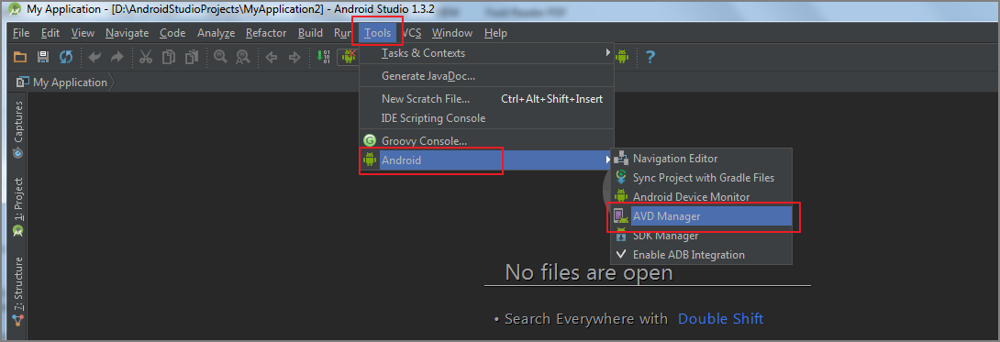 My Application - [D:\AndroidStudioProjects\MyApplication2] - Android Studio 1.3.2
File Edit View Navigate Code Analyze Refactor Build Run Tools VCS Window Help
Tasks & Contexts
Generate JavaDoc...
My Application
New Scratch File... Ctrl+Alt+Shift+Insert
IDE Scripting Console
Captures
Groovy Console...
Android
Navigation Editor
Sync Project with Gradle Files
Android Device Monitor
1: Project
AVD Manager
SDK Manager
Enable ADB Integration
7: Structure
No files are open
• Search Everywhere with Double Shift